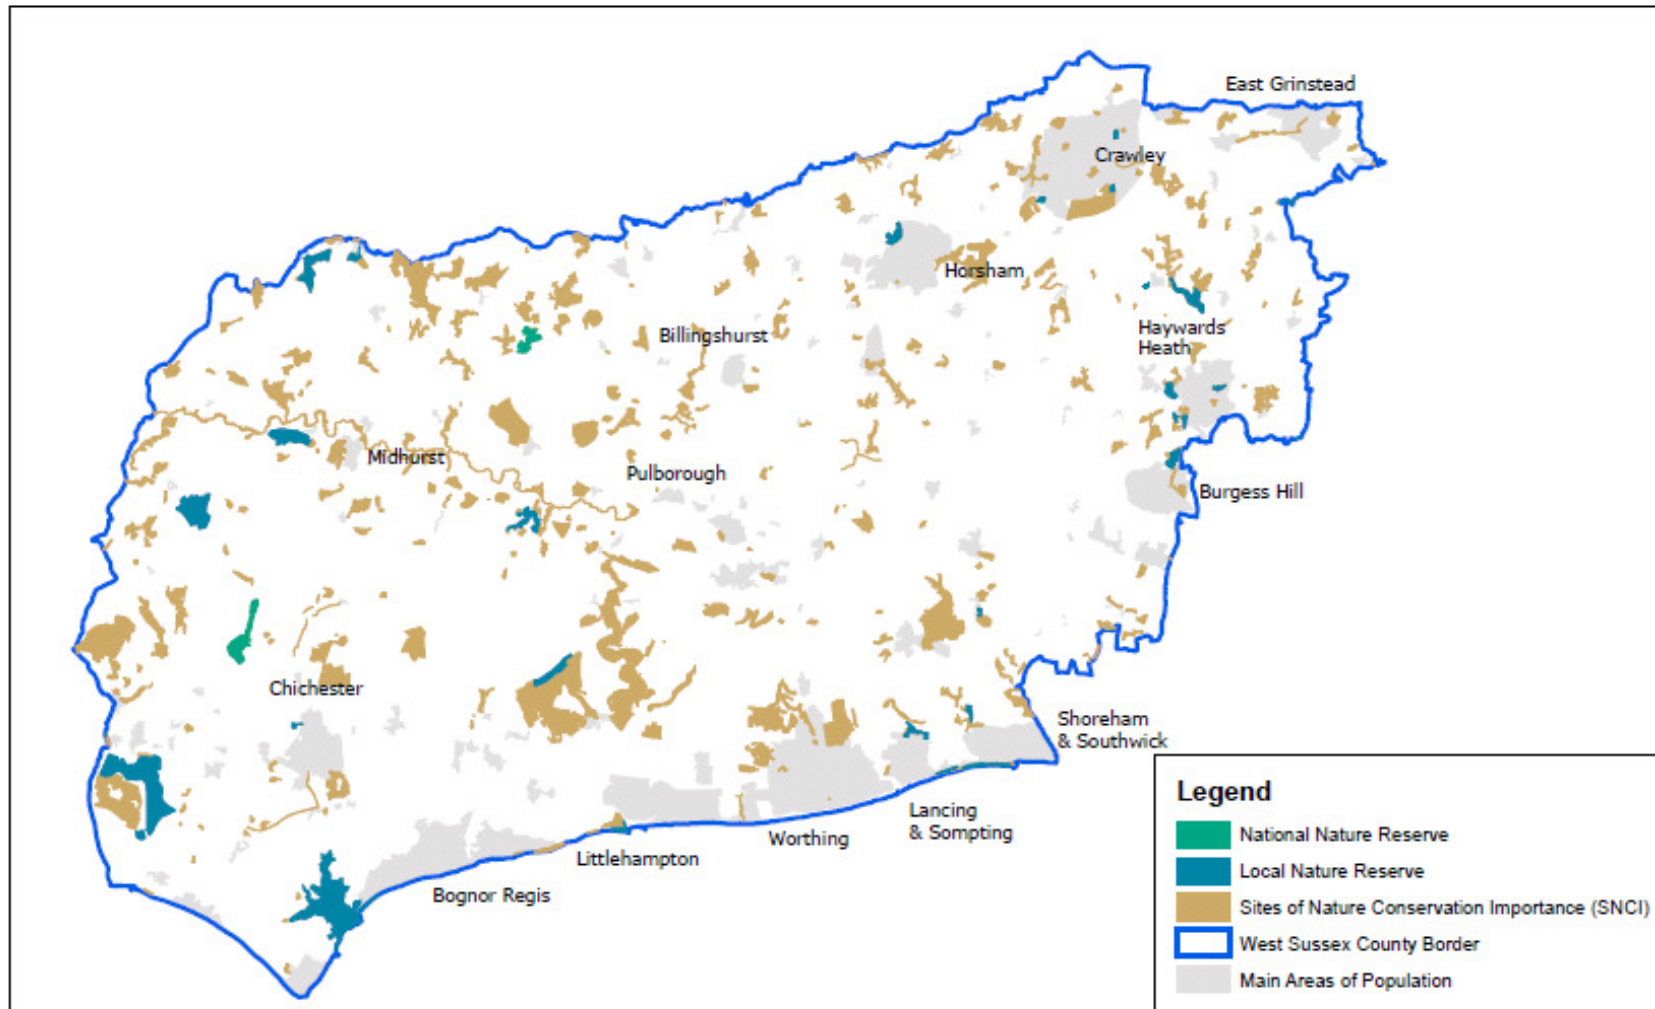 East Grinstead
Crawley
Horsham
Haywards
Heath
Billingshurst
Midhurst
Pulborough
Burgess Hill
Chichester
Shoreham
& Southwick
Lancing
& Sompting
Worthing
Littlehampton
Bognor Regis
Legend
National Nature Reserve
Local Nature Reserve
Sites of Nature Conservation Importance (SNCI)
West Sussex County Border
Main Areas of Population